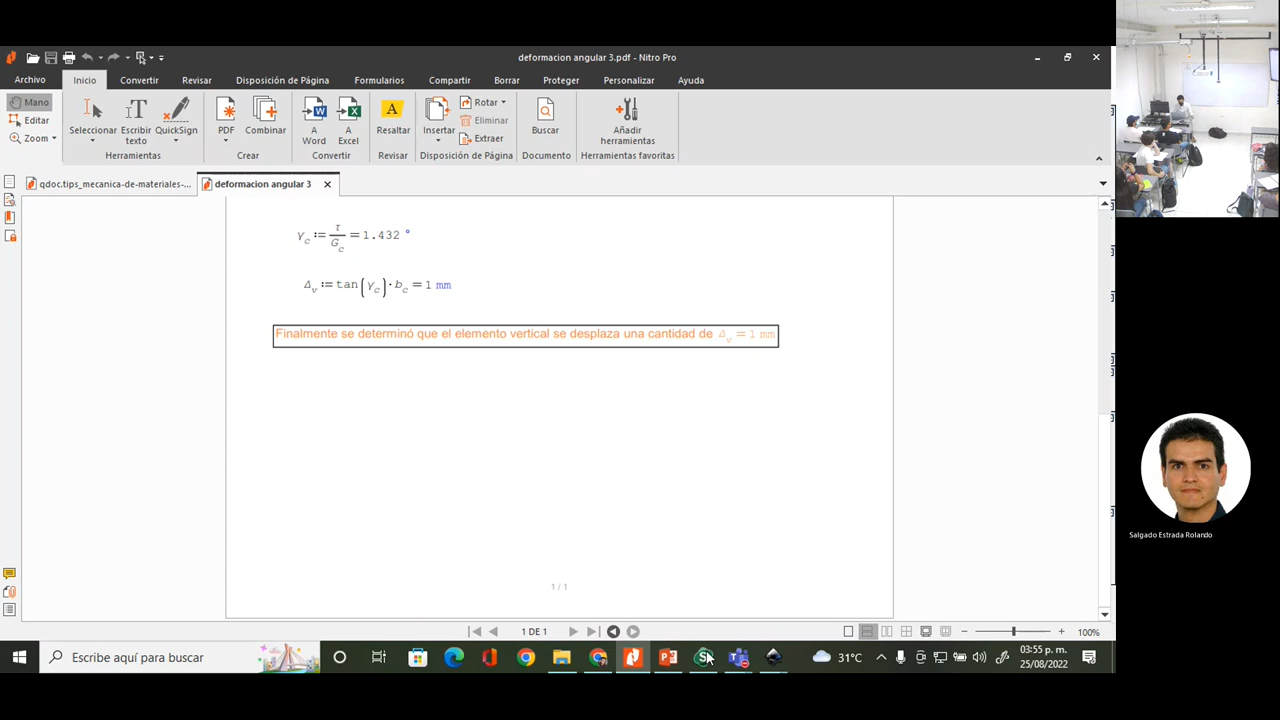 deformacion angular 3.pdf - Nitro Pro
Archivo Inicio Convertir Revisar Disposición de Página Formularios Compartir Borrar Proteger Personalizar Ayuda
Mano
Editar
Zoom
Seleccionar
Escribir texto
QuickSign
Herramientas
PDF
Combinar
Crear
A Word
A Excel
Convertir
Resaltar
Revisar
Insertar
Rotar
Eliminar
Extraer
Disposición de Página
Buscar
Documento
Añadir herramientas
Herramientas favoritas
qdoc.tips_mecanica-de-materiales-...
deformacion angular 3
γc := τ/Gc = 1.432 °
Δv := tan(γc)·bc = 1 mm
Finalmente se determinó que el elemento vertical se desplaza una cantidad de Δv = 1 mm
1 / 1
Salgado Estrada Rolando
1 DE 1
100%
Escribe aquí para buscar
31°C
03:55 p. m.
25/08/2022